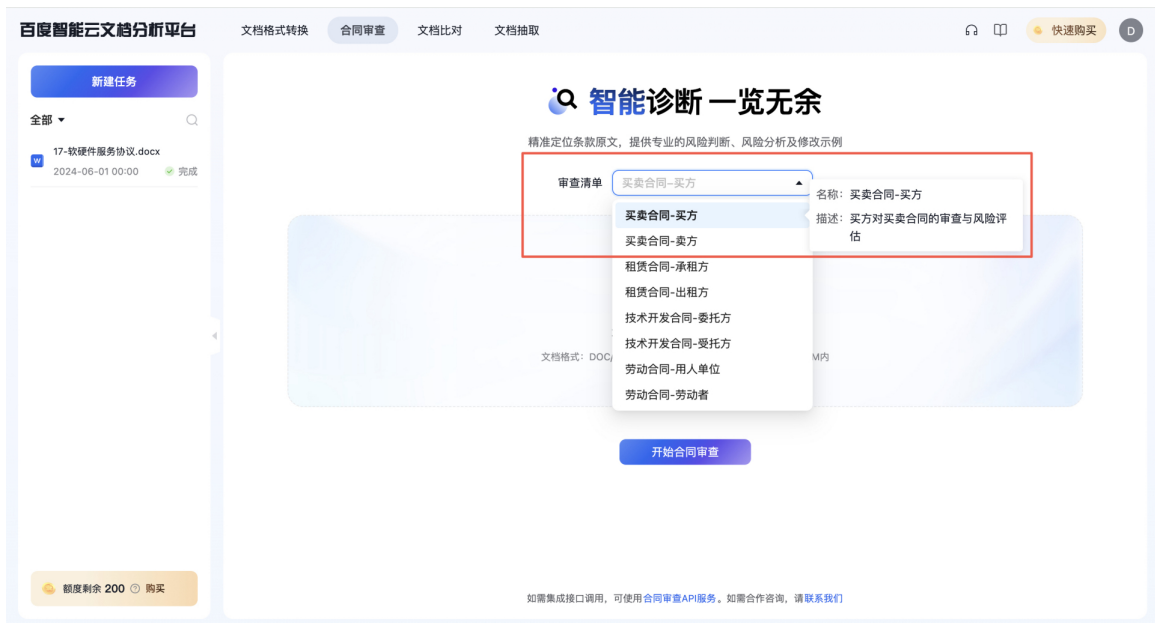 百度智能云文档分析平台
文档格式转换 合同审查 文档比对 文档抽取
快速购买 D
新建任务
全部
17-软硬件服务协议.docx
2024-06-01 00:00 完成
智能诊断 一览无余
精准定位条款原文，提供专业的风险判断、风险分析及修改示例
审查清单 买卖合同-买方
名称：买卖合同-买方
描述：买方对买卖合同的审查与风险评
估
买卖合同-买方
买卖合同-卖方
租赁合同-承租方
租赁合同-出租方
技术开发合同-委托方
技术开发合同-受托方
劳动合同-用人单位
劳动合同-劳动者
文档格式：DOC/ M内
开始合同审查
额度剩余 200 ? 购买
如需集成接口调用，可使用合同审查API服务。如需合作咨询，请联系我们